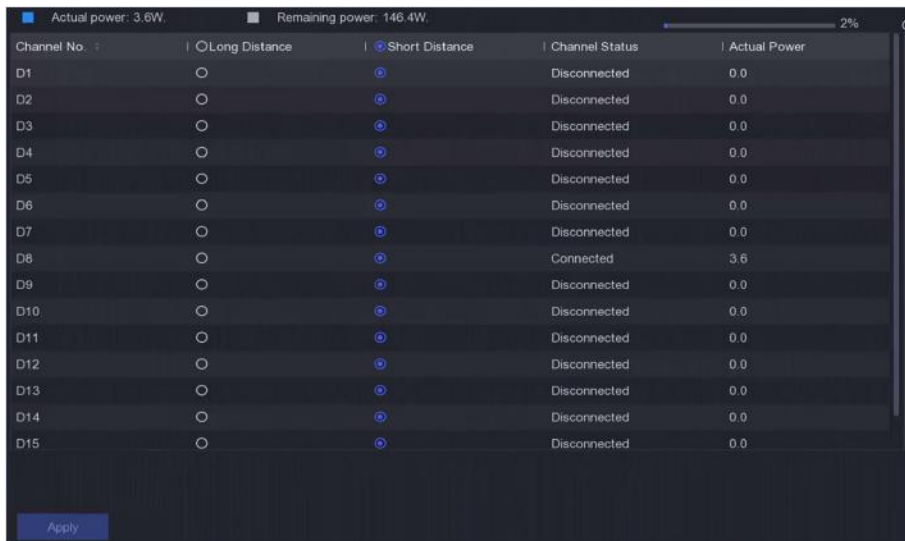 Actual power: 3.6W. Remaining power: 146.4W. 2%
Channel No. Long Distance Short Distance Channel Status Actual Power
D1 Disconnected 0.0
D2 Disconnected 0.0
D3 Disconnected 0.0
D4 Disconnected 0.0
D5 Disconnected 0.0
D6 Disconnected 0.0
D7 Disconnected 0.0
D8 Connected 3.6
D9 Disconnected 0.0
D10 Disconnected 0.0
D11 Disconnected 0.0
D12 Disconnected 0.0
D13 Disconnected 0.0
D14 Disconnected 0.0
D15 Disconnected 0.0
Apply